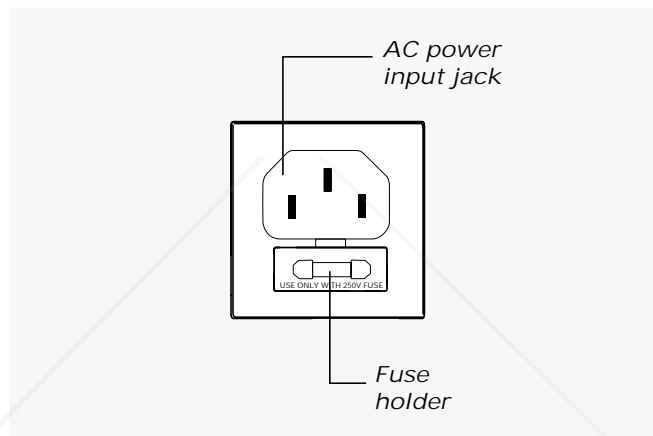 AC power
input jack
USE ONLY WITH 250V FUSE
Fuse
holder